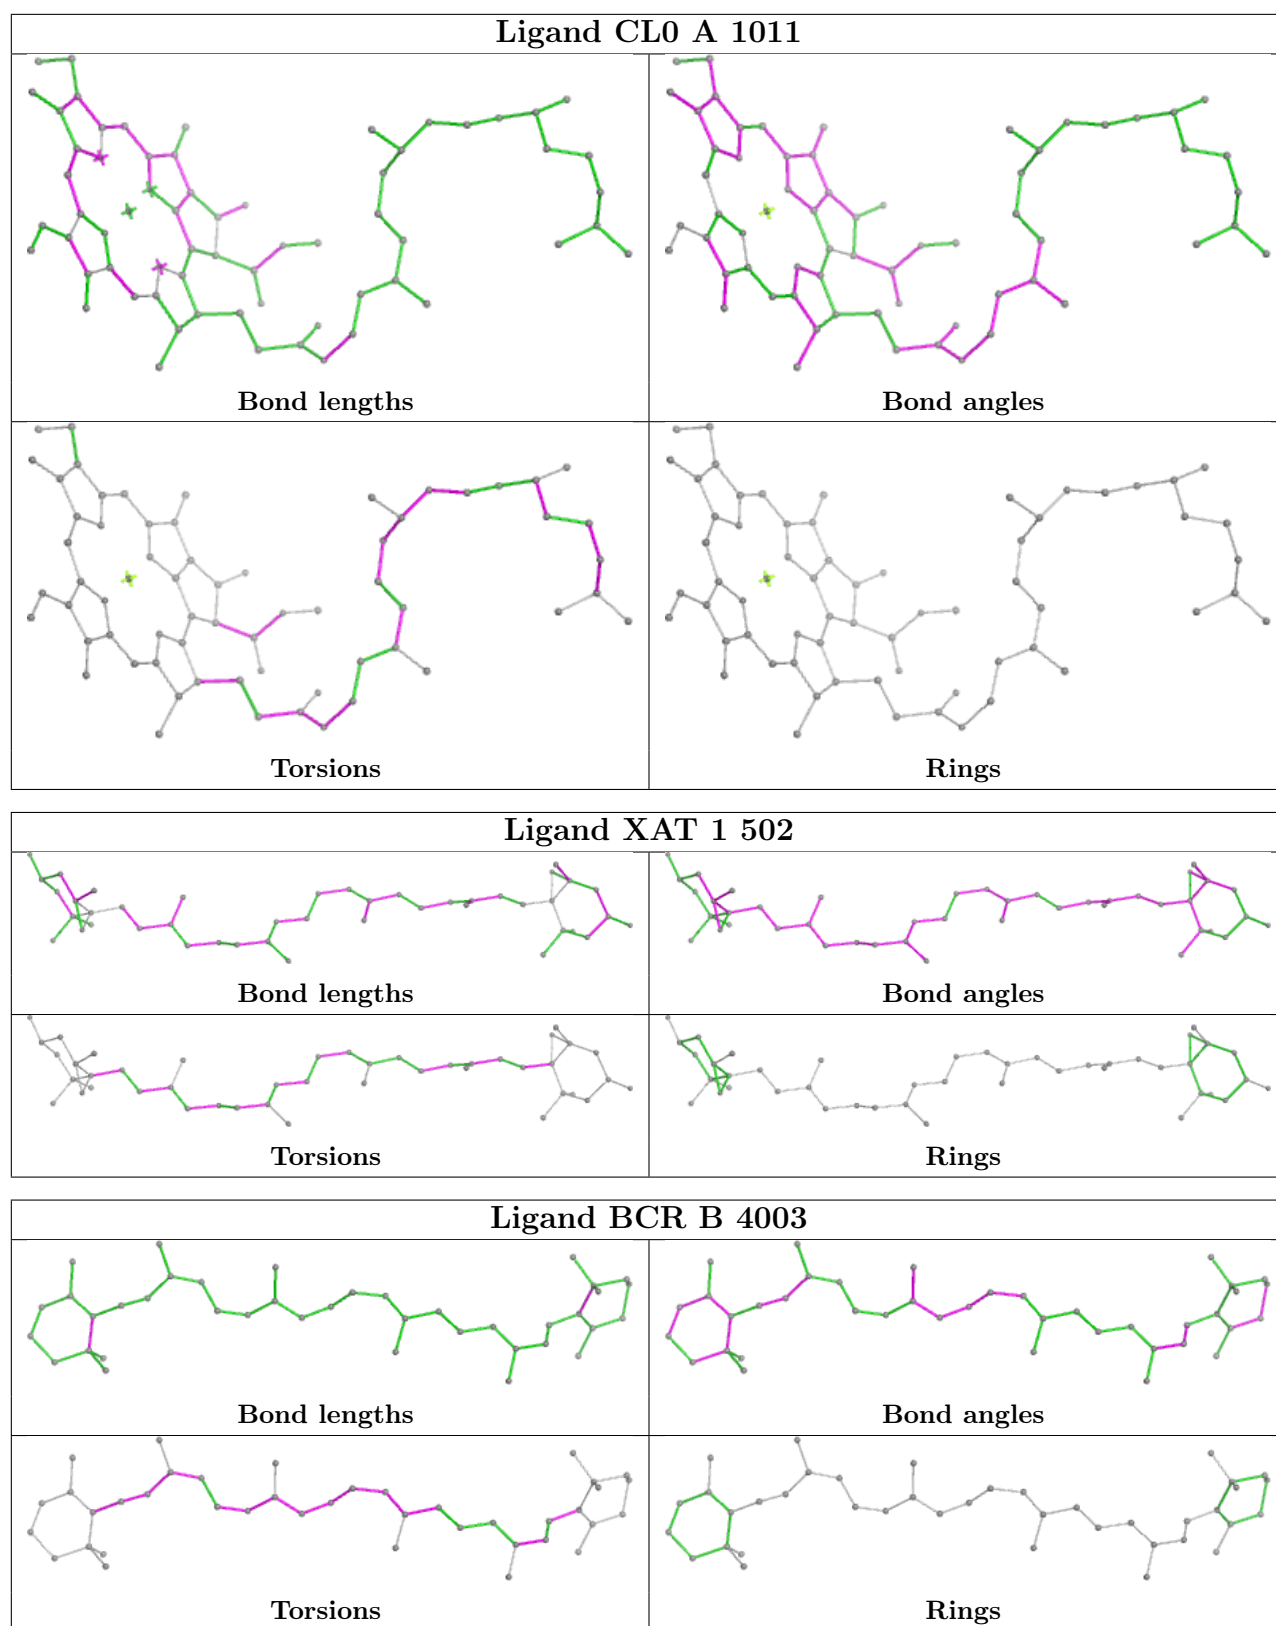 Ligand CL0 A 1011
Bond lengths
Bond angles
Torsions
Rings
Ligand XAT 1 502
Bond lengths
Bond angles
Torsions
Rings
Ligand BCR B 4003
Bond lengths
Bond angles
Torsions
Rings